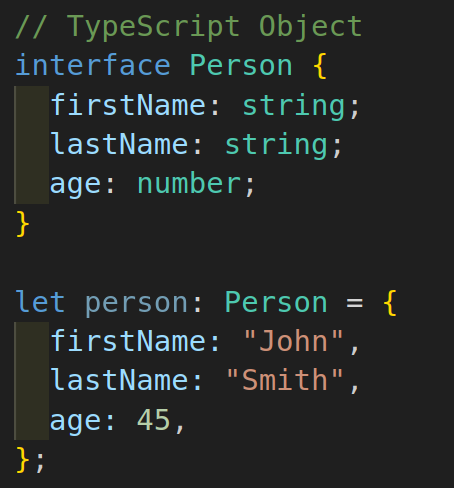 // TypeScript Object
interface Person {
  firstName: string;
  lastName: string;
  age: number;
}

let person: Person = {
  firstName: "John",
  lastName: "Smith",
  age: 45,
};